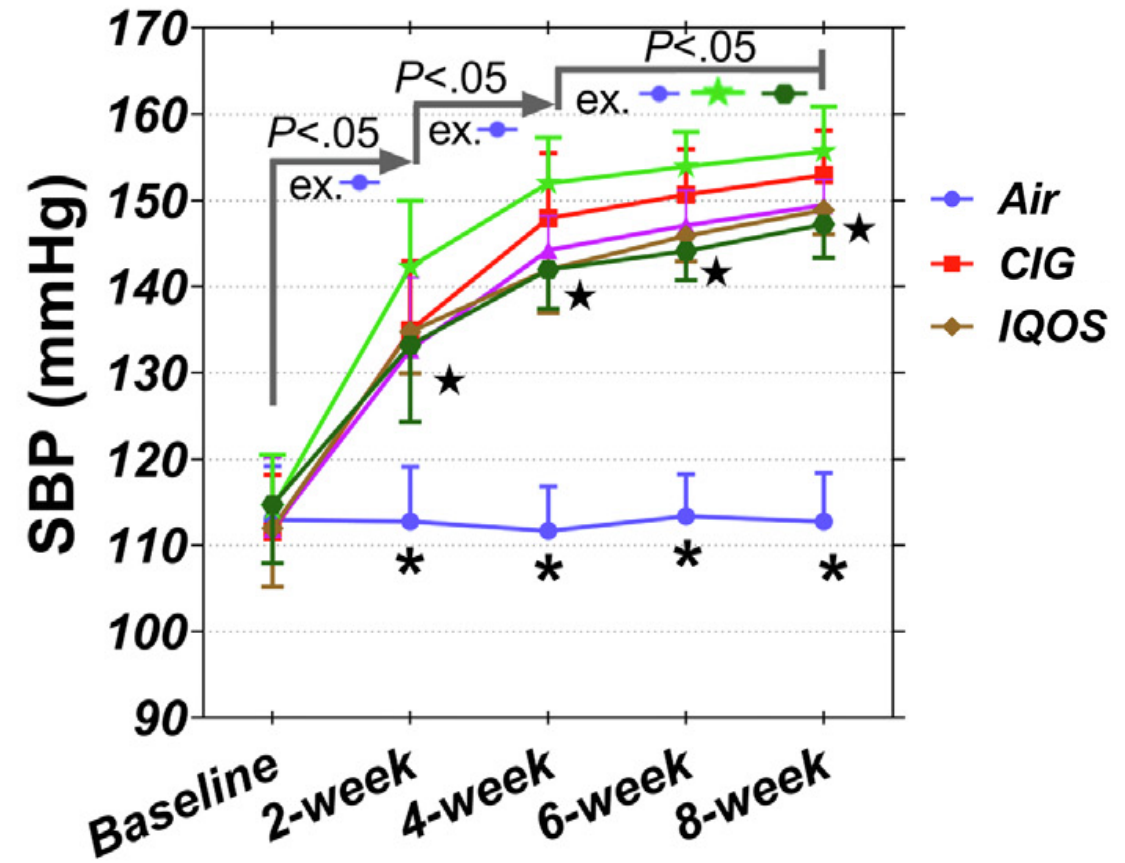 SBP (mmHg)
170
160
150
140
130
120
110
100
90
P<.05
ex.
P<.05
ex.
P<.05
ex.
★
★
★
★
*
*
*
*
Baseline
2-week
4-week
6-week
8-week
Air
CIG
IQOS